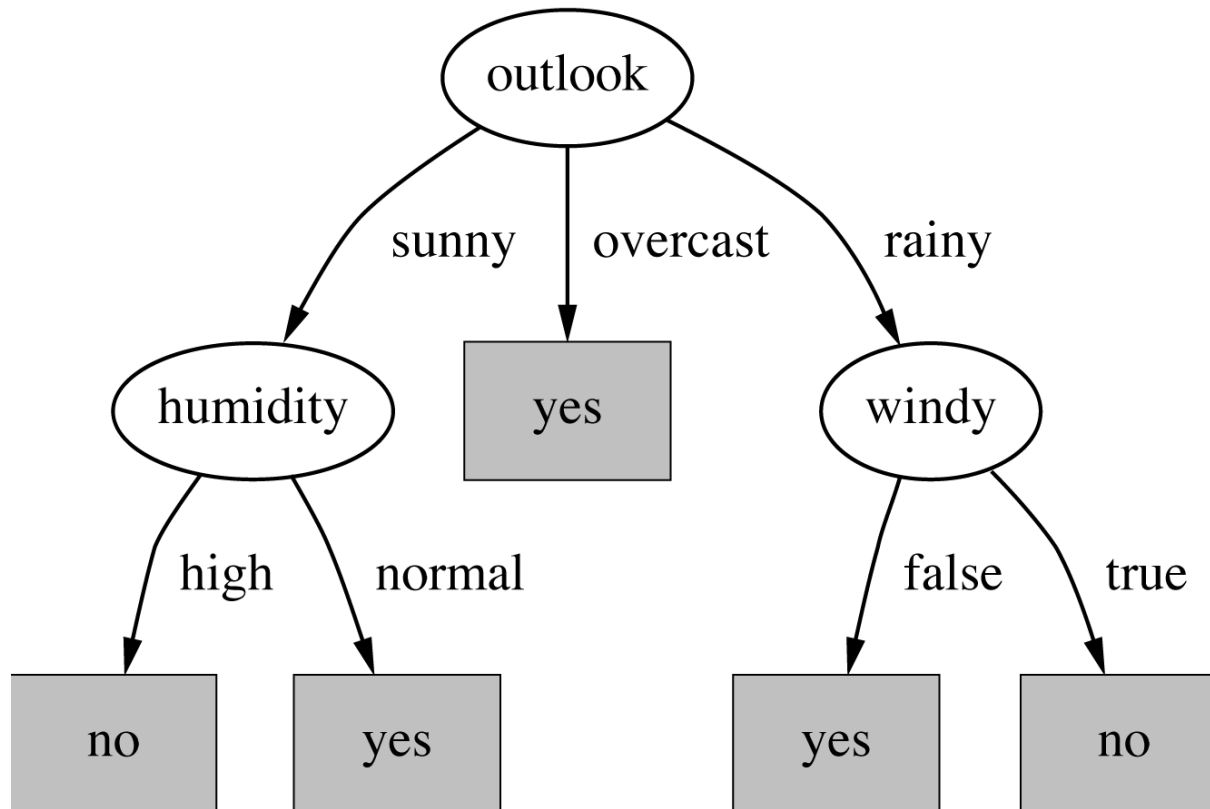 outlook
sunny overcast rainy
humidity yes windy
high normal false true
no yes yes no